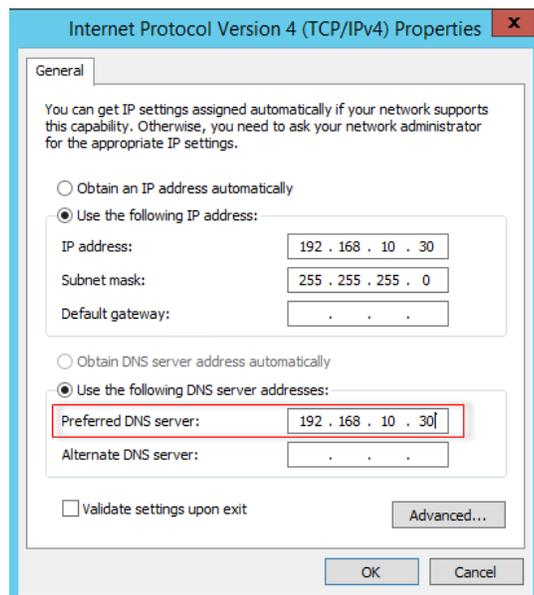 Internet Protocol Version 4 (TCP/IPv4) Properties
x
General
You can get IP settings assigned automatically if your network supports
this capability. Otherwise, you need to ask your network administrator
for the appropriate IP settings.
Obtain an IP address automatically
Use the following IP address:
IP address: 192 . 168 . 10 . 30
Subnet mask: 255 . 255 . 255 . 0
Default gateway: . . .
Obtain DNS server address automatically
Use the following DNS server addresses:
Preferred DNS server: 192 . 168 . 10 . 30
Alternate DNS server: . . .
Validate settings upon exit
Advanced...
OK Cancel